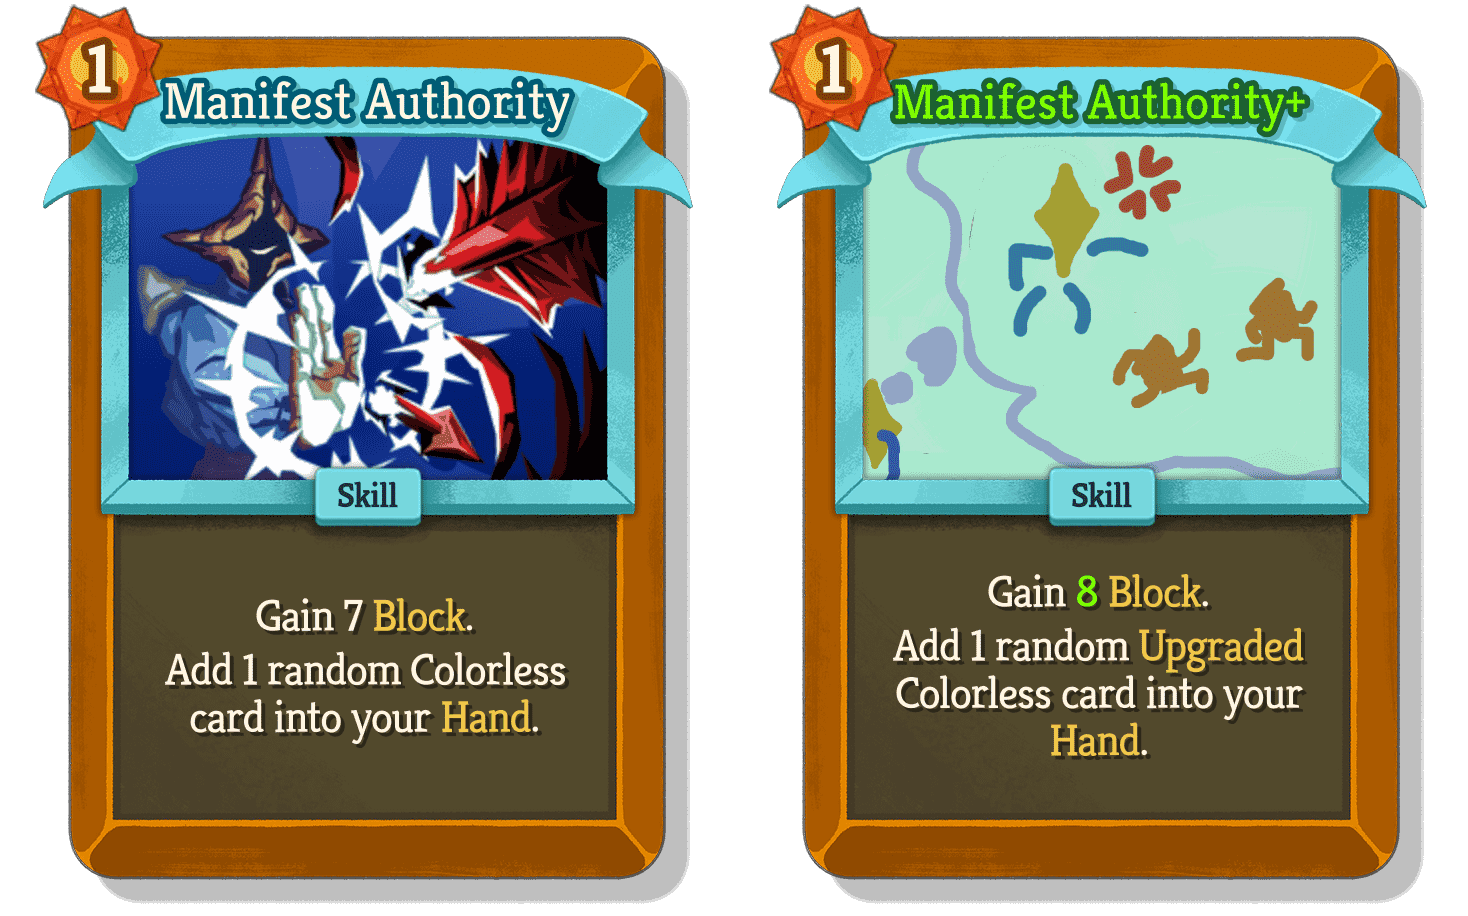 1
Manifest Authority
Skill
Gain 7 Block.
Add 1 random Colorless
card into your Hand.
1
Manifest Authority+
Skill
Gain 8 Block.
Add 1 random Upgraded
Colorless card into your
Hand.